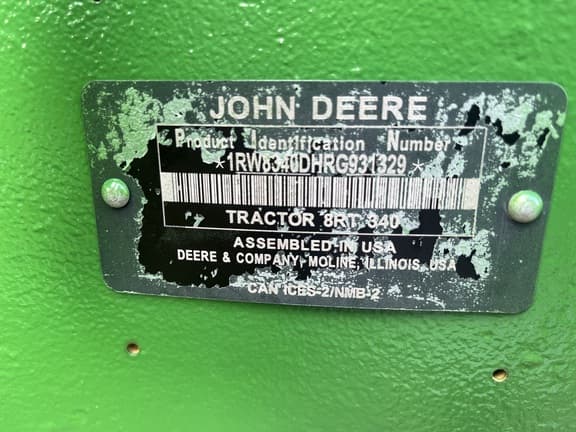 JOHN DEERE
Product Identification Number
*1RW8340DHRG931329*
TRACTOR 8RT 340
ASSEMBLED IN USA
DEERE & COMPANY, MOLINE, ILLINOIS, USA
CAN ICES-2/NMB-2